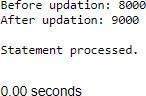 Before updation: 8000
After updation: 9000
Statement processed.
0.00 seconds